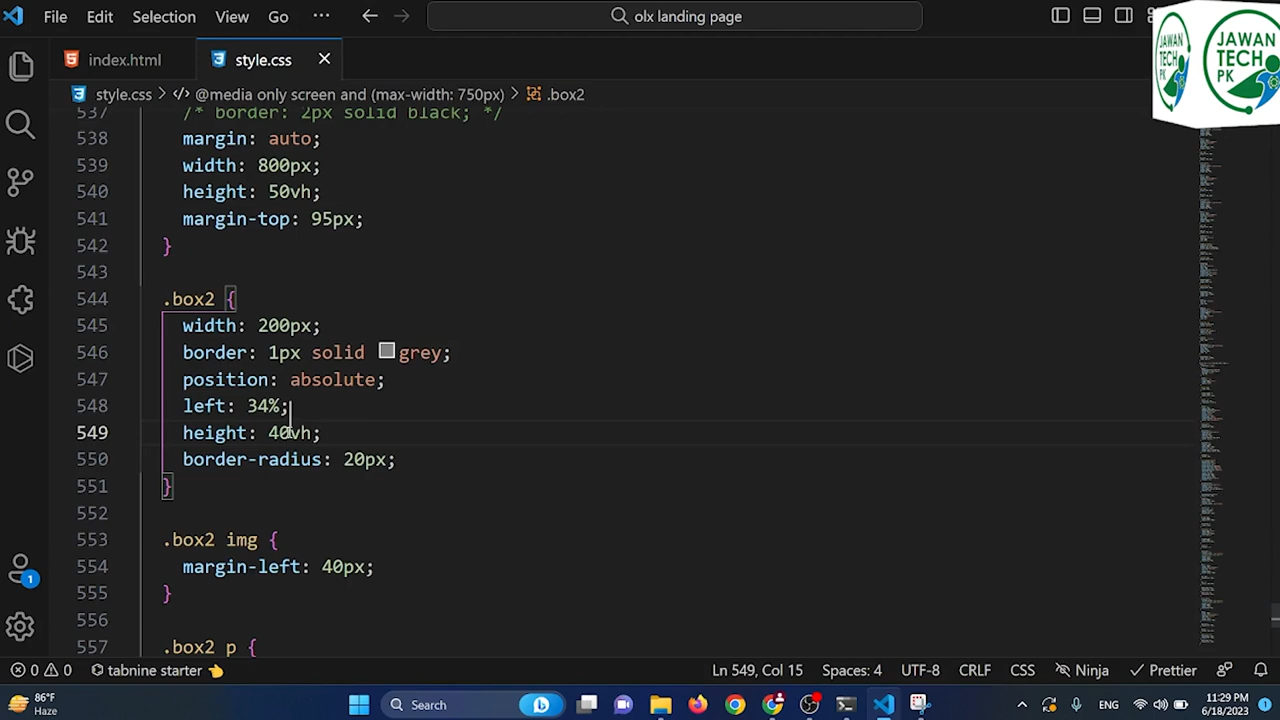 File Edit Selection View Go ··· olx landing page
index.html style.css
style.css > @media only screen and (max-width: 750px) > .box2
537 /* border: 2px solid black; */
538 margin: auto;
539 width: 800px;
540 height: 50vh;
541 margin-top: 95px;
542 }
543
544 .box2 {
545 width: 200px;
546 border: 1px solid grey;
547 position: absolute;
548 left: 34%;
549 height: 40vh;
550 border-radius: 20px;
551 }
552
553 .box2 img {
554 margin-left: 40px;
555 }
556
557 .box2 p {
JAWAN
TECH
PK
JAWAN
TECH
PK
1
0 0 tabnine starter Ln 549, Col 15 Spaces: 4 UTF-8 CRLF CSS Ninja Prettier
86°F
Haze
Search
ENG
11:29 PM
6/18/2023
1